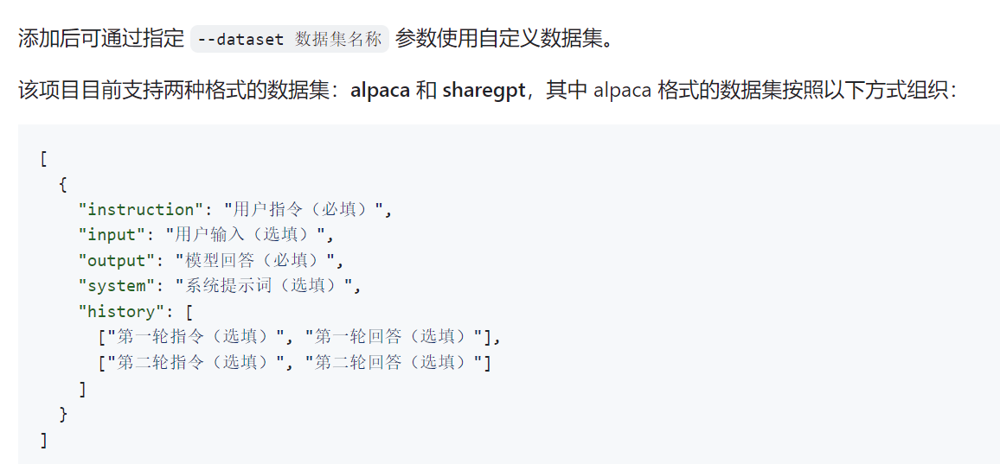 添加后可通过指定 --dataset 数据集名称 参数使用自定义数据集。
该项目目前支持两种格式的数据集：alpaca 和 sharegpt，其中 alpaca 格式的数据集按照以下方式组织：
[
  {
    "instruction": "用户指令（必填）",
    "input": "用户输入（选填）",
    "output": "模型回答（必填）",
    "system": "系统提示词（选填）",
    "history": [
      ["第一轮指令（选填）", "第一轮回答（选填）"],
      ["第二轮指令（选填）", "第二轮回答（选填）"]
    ]
  }
]